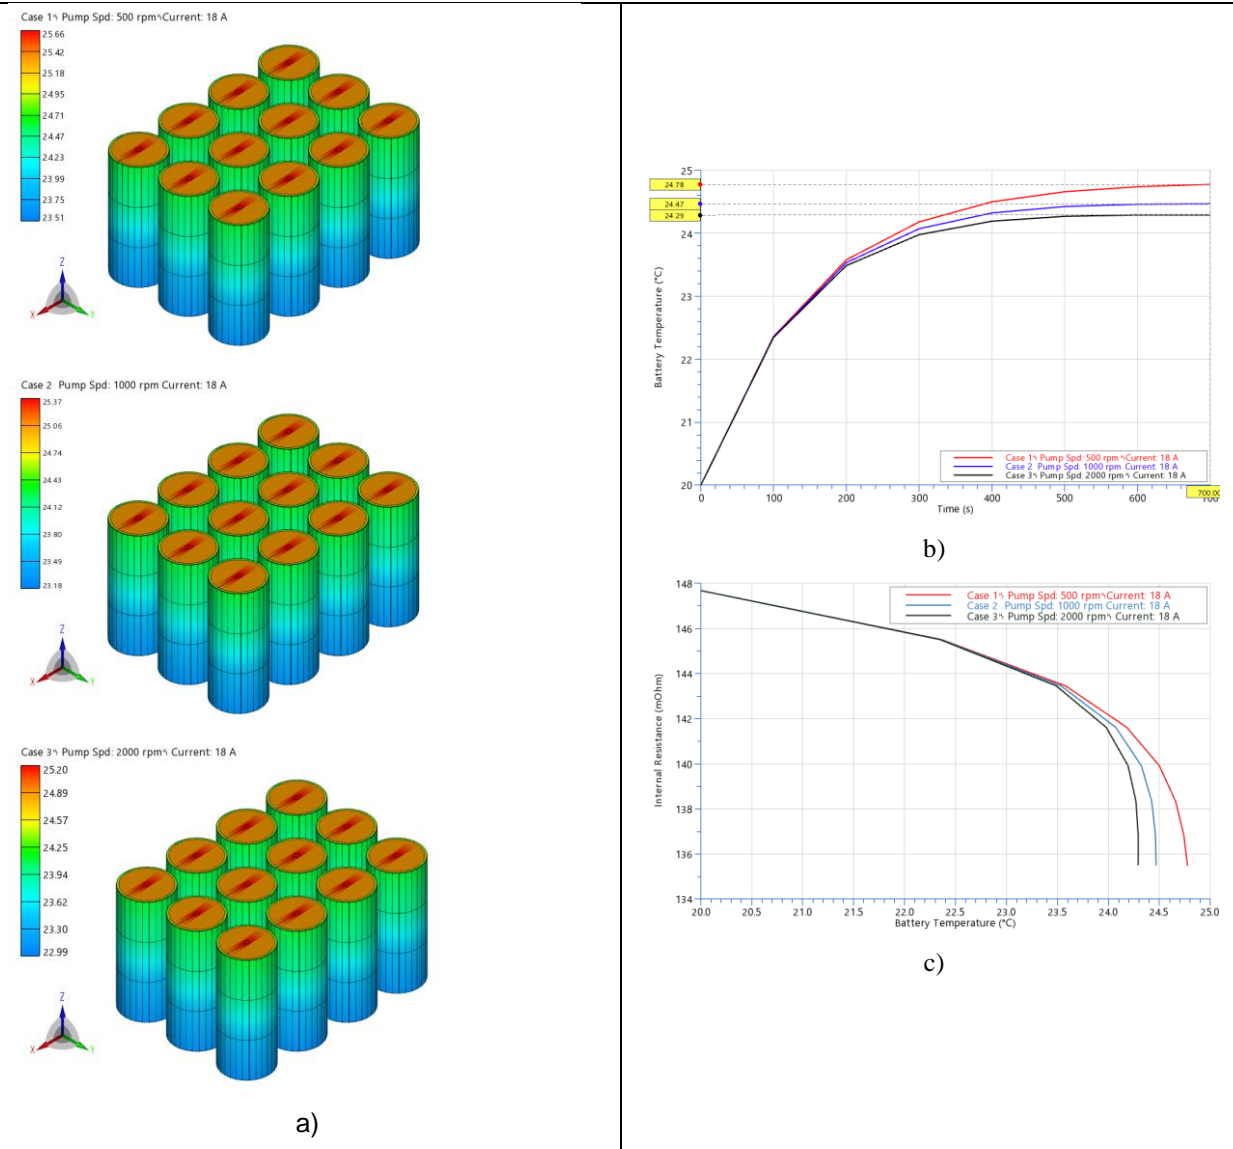 Case 1␉ Pump Spd: 500 rpm␉Current: 18 A
25.66
25.42
25.18
24.95
24.71
24.47
24.23
23.99
23.75
23.51
Z
X
Y
Case 2 Pump Spd: 1000 rpm Current: 18 A
25.37
25.06
24.74
24.43
24.12
23.80
23.49
23.18
Z
X
Y
Case 3␉ Pump Spd: 2000 rpm␉ Current: 18 A
25.20
24.89
24.57
24.25
23.94
23.62
23.30
22.99
Z
X
Y
a)
Battery Temperature (°C)
25
24
23
22
21
20
24.78
24.47
24.29
Case 1␉ Pump Spd: 500 rpm ␉Current: 18 A
Case 2 Pump Spd: 1000 rpm Current: 18 A
Case 3␉ Pump Spd: 2000 rpm␉ Current: 18 A
0 100 200 300 400 500 600 700
700.00
Time (s)
b)
Internal Resistance (mOhm)
148
146
144
142
140
138
136
134
Case 1␉ Pump Spd: 500 rpm␉Current: 18 A
Case 2 Pump Spd: 1000 rpm Current: 18 A
Case 3␉ Pump Spd: 2000 rpm␉ Current: 18 A
20.0 20.5 21.0 21.5 22.0 22.5 23.0 23.5 24.0 24.5 25.0
Battery Temperature (°C)
c)